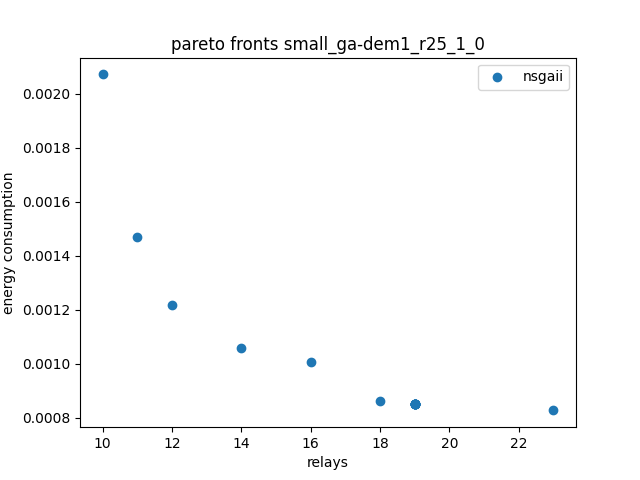 pareto fronts small_ga-dem1_r25_1_0
nsgaii
0.0020
0.0018
0.0016
0.0014
0.0012
0.0010
0.0008
energy consumption
10 12 14 16 18 20 22
relays